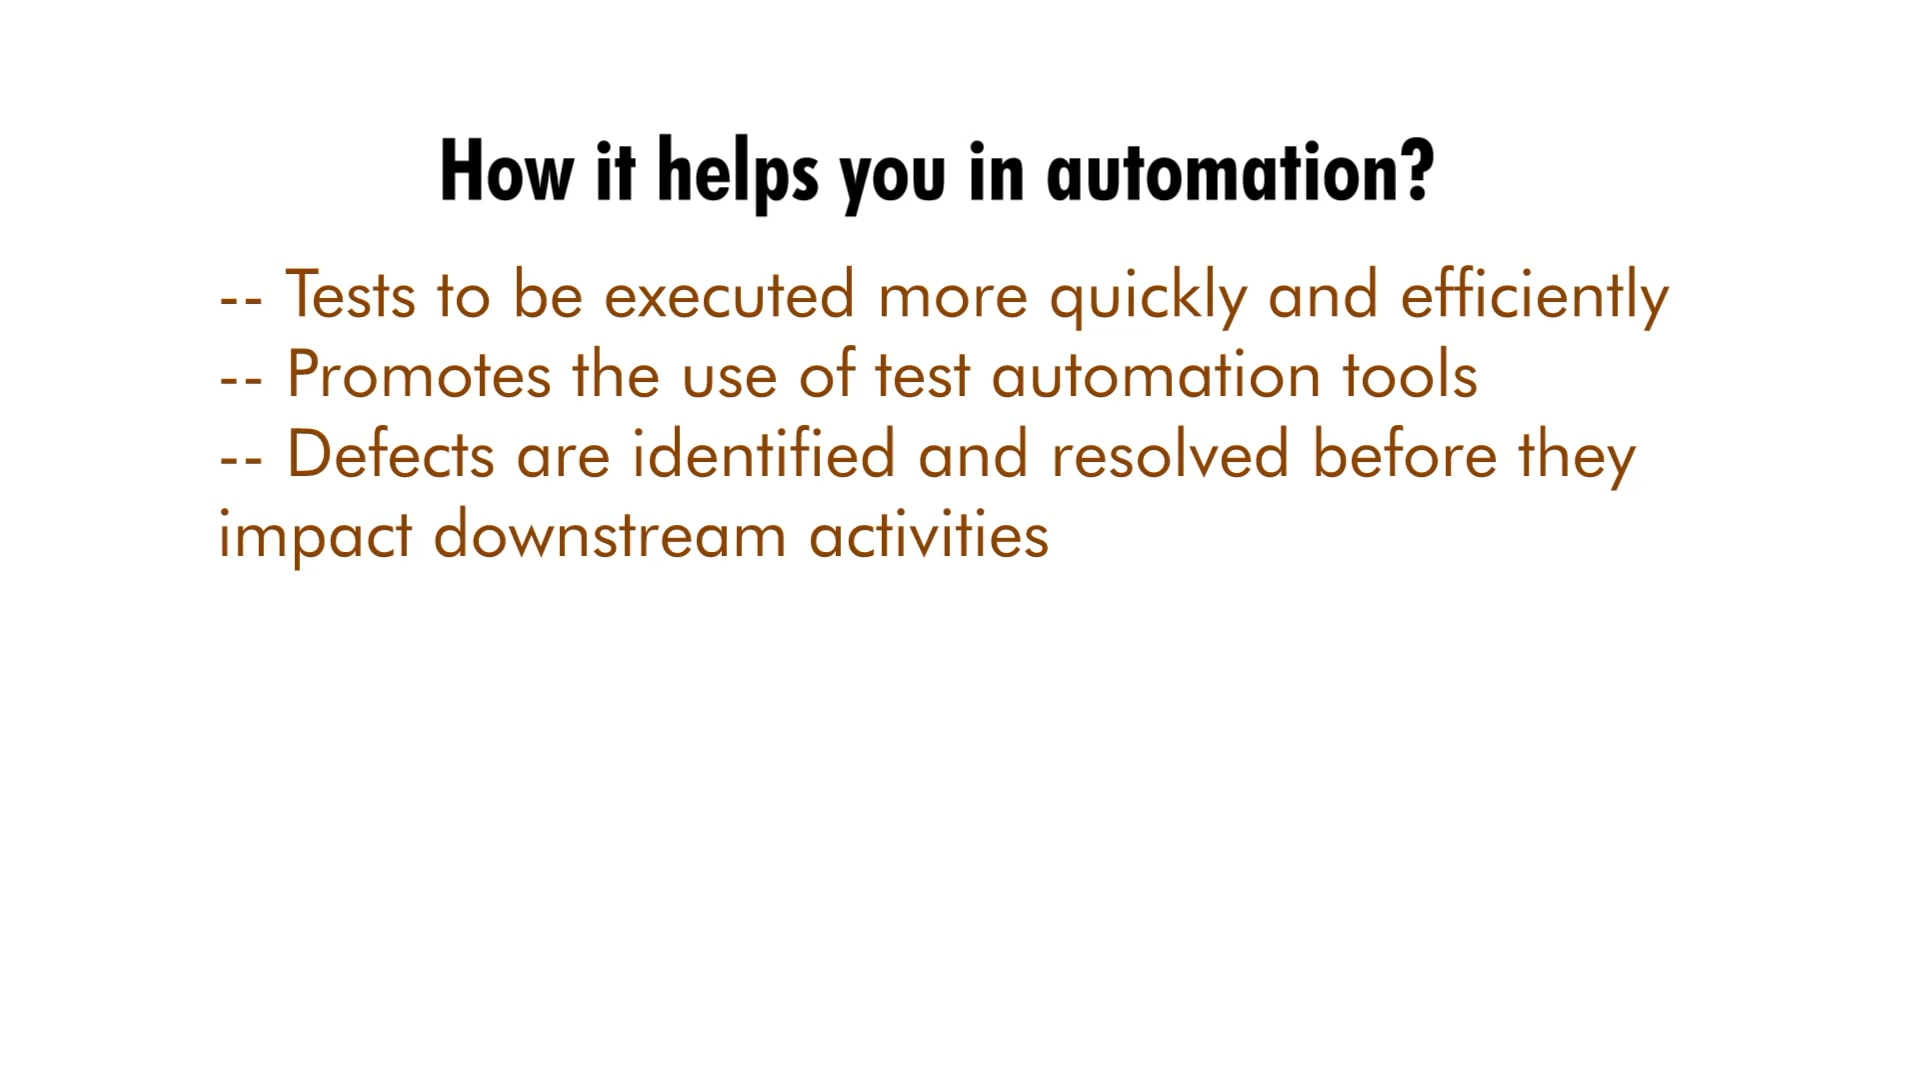 How it helps you in automation?
-- Tests to be executed more quickly and efficiently
-- Promotes the use of test automation tools
-- Defects are identified and resolved before they
impact downstream activities